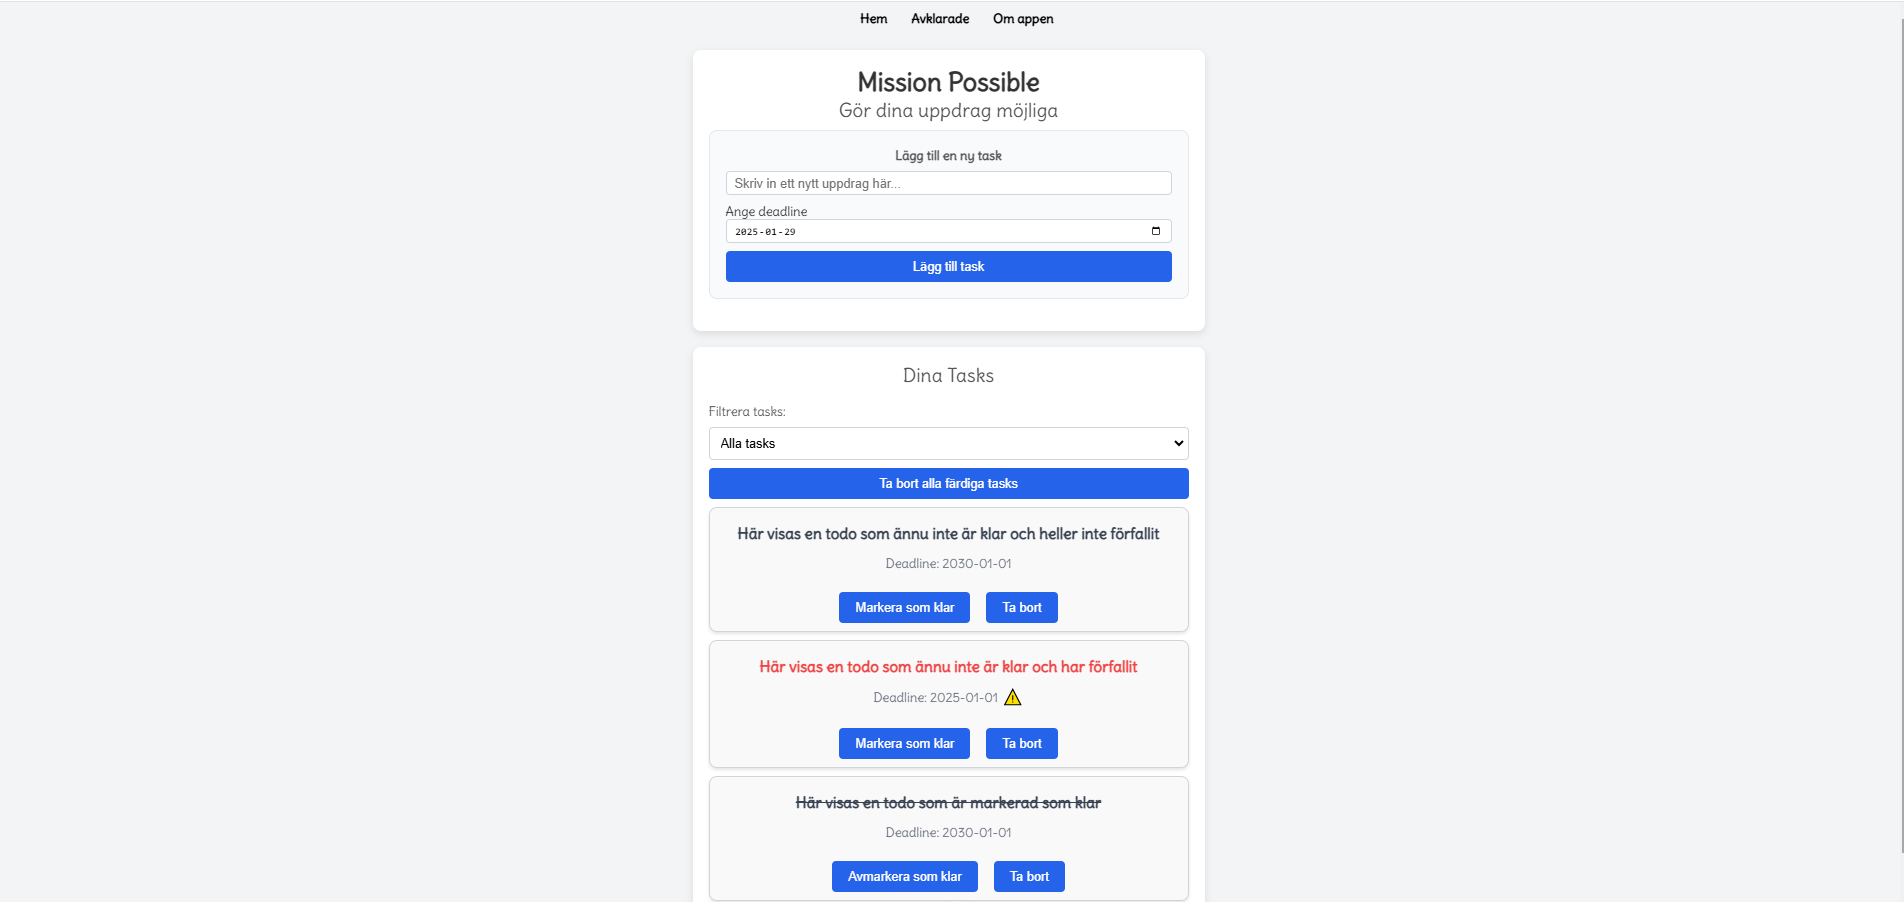 Hem Avklarade Om appen
Mission Possible
Gör dina uppdrag möjliga
Lägg till en ny task
Skriv in ett nytt uppdrag här...
Ange deadline
2025-01-29
Lägg till task
Dina Tasks
Filtrera tasks:
Alla tasks
Ta bort alla färdiga tasks
Här visas en todo som ännu inte är klar och heller inte förfallit
Deadline: 2030-01-01
Markera som klar Ta bort
Här visas en todo som ännu inte är klar och har förfallit
Deadline: 2025-01-01 ⚠
Markera som klar Ta bort
Här visas en todo som är markerad som klar
Deadline: 2030-01-01
Avmarkera som klar Ta bort